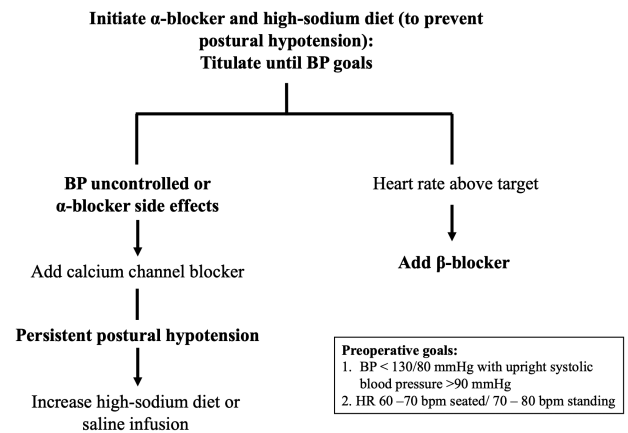 Initiate α-blocker and high-sodium diet (to prevent
postural hypotension):
Titulate until BP goals
BP uncontrolled or
α-blocker side effects
Heart rate above target
Add calcium channel blocker
Add β-blocker
Persistent postural hypotension
Increase high-sodium diet or
saline infusion
Preoperative goals:
1. BP < 130/80 mmHg with upright systolic
blood pressure >90 mmHg
2. HR 60 –70 bpm seated/ 70 – 80 bpm standing